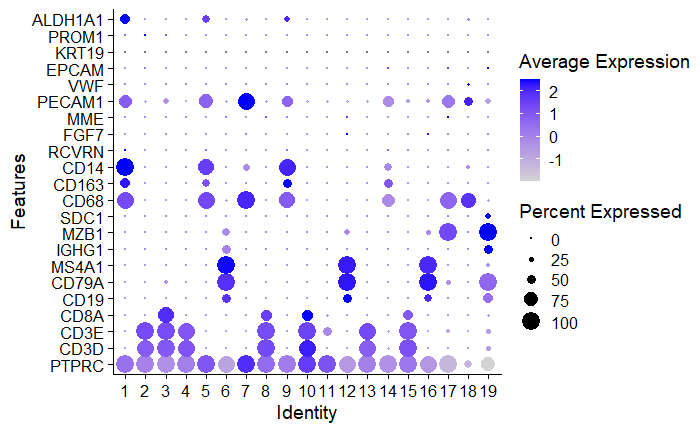 ALDH1A1
PROM1
KRT19
EPCAM
VWF
PECAM1
MME
FGF7
RCVRN
CD14
CD163
CD68
SDC1
MZB1
IGHG1
MS4A1
CD79A
CD19
CD8A
CD3E
CD3D
PTPRC
Features
1 2 3 4 5 6 7 8 9 10 11 12 13 14 15 16 17 18 19
Identity
Average Expression
2
1
0
-1
Percent Expressed
0
25
50
75
100